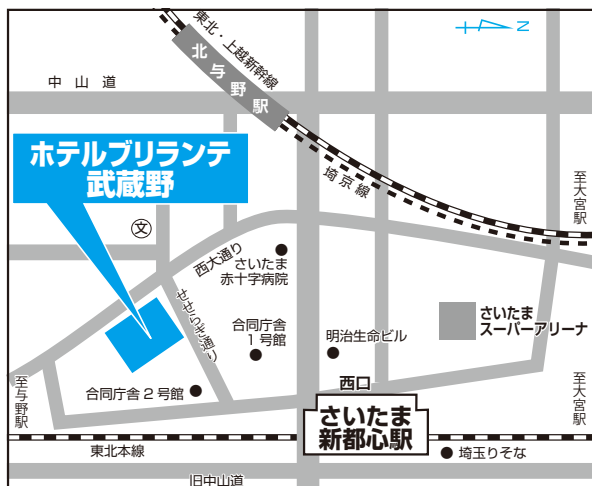 東北・上越新幹線
N
中山道
北与野駅
ホテルブリランテ
武蔵野
埼京線
至大宮駅
文
西大通り
さいたま
赤十字病院
せせらぎ通り
さいたま
スーパーアリーナ
合同庁舎
1号館
明治生命ビル
西口
合同庁舎2号館
至与野駅
至大宮駅
さいたま
新都心駅
東北本線
埼玉りそな
旧中山道